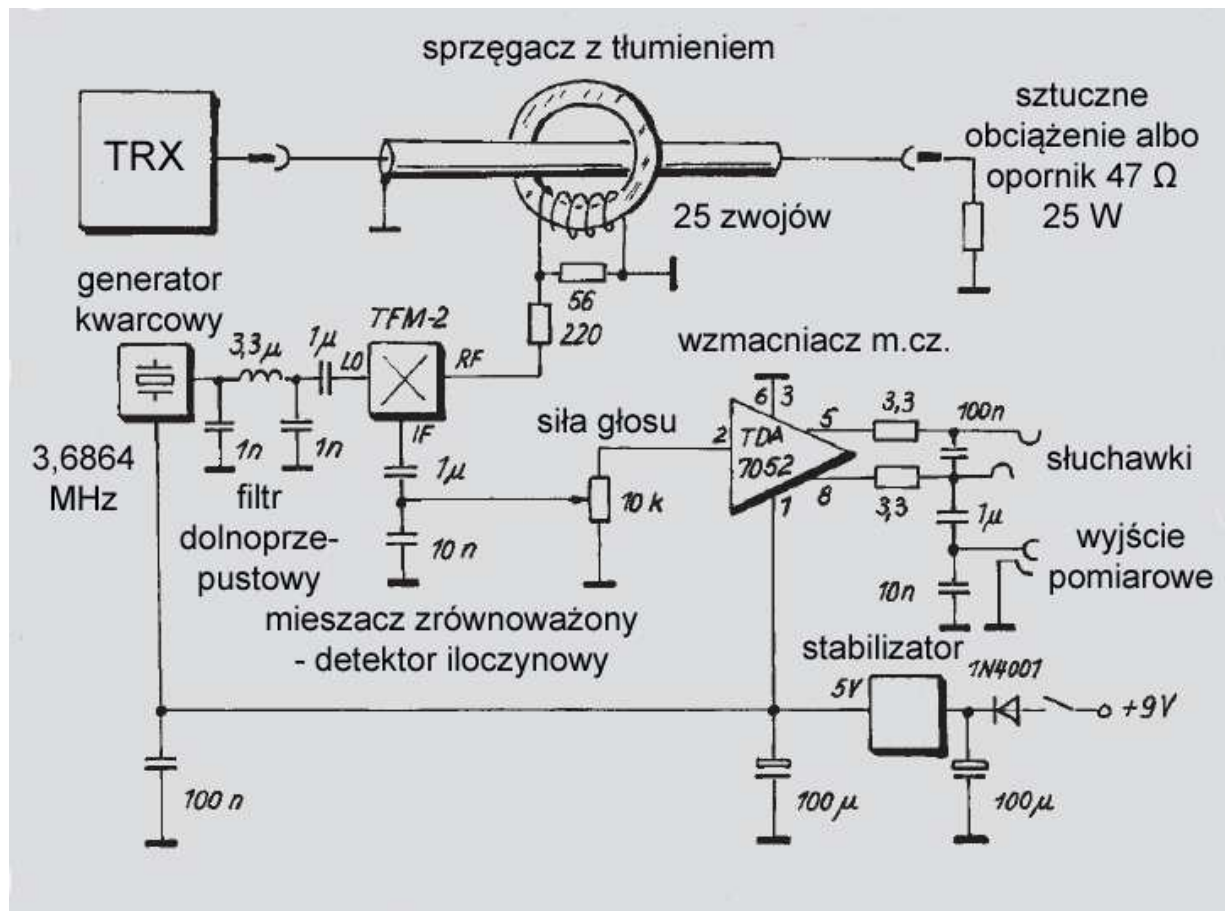 sprzęgacz z tłumieniem
TRX
sztuczne
obciążenie albo
opornik 47 Ω
25 W
25 zwojów
generator
kwarcowy
56
220
TFM-2
3,3μ
1μ
LO
RF
IF
1n
1n
3,6864
MHz
filtr
dolnoprze-
pustowy
1μ
10 n
mieszacz zrównoważony
- detektor iloczynowy
siła głosu
10 k
wzmacniacz m.cz.
6
3
2
TDA
7052
5
8
1
3,3
3,3
100n
słuchawki
1μ
wyjście
pomiarowe
10n
stabilizator
5V
1N4001
+9V
100 n
100 μ
100 μ